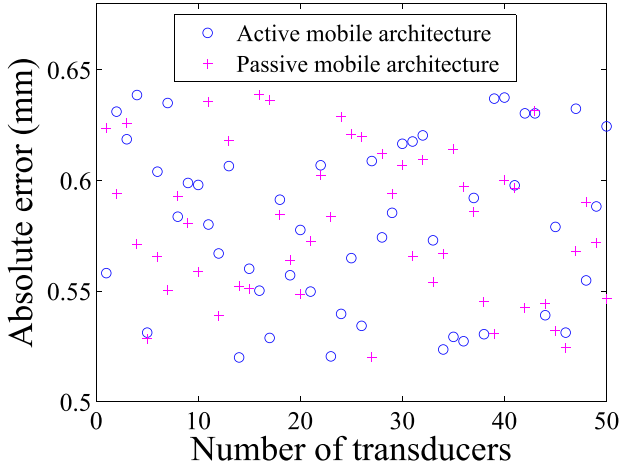 Active mobile architecture
Passive mobile architecture
Absolute error (mm)
0.65
0.6
0.55
0.5
0 10 20 30 40 50
Number of transducers